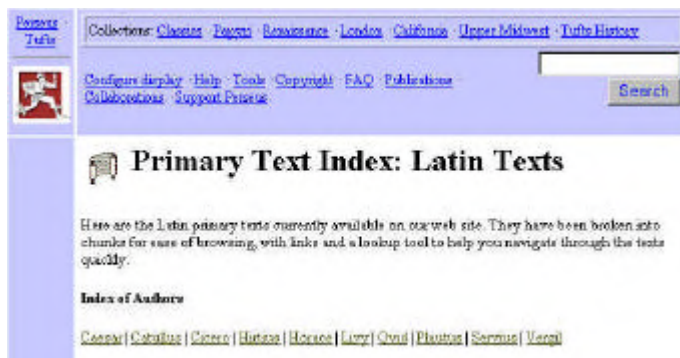 Perseus ·
Tufts
Collections: Classics · Papyri · Renaissance · London · California · Upper Midwest · Tufts History
Configure display · Help · Tools · Copyright · FAQ · Publications ·
Collaborations · Support Perseus
Search
Primary Text Index: Latin Texts
Here are the Latin primary texts currently available on our web site. They have been broken into
chunks for ease of browsing, with links and a lookup tool to help you navigate through the texts
quickly.
Index of Authors
Caesar | Catullus | Cicero | Hirtius | Horace | Livy | Ovid | Plautus | Servius | Vergil